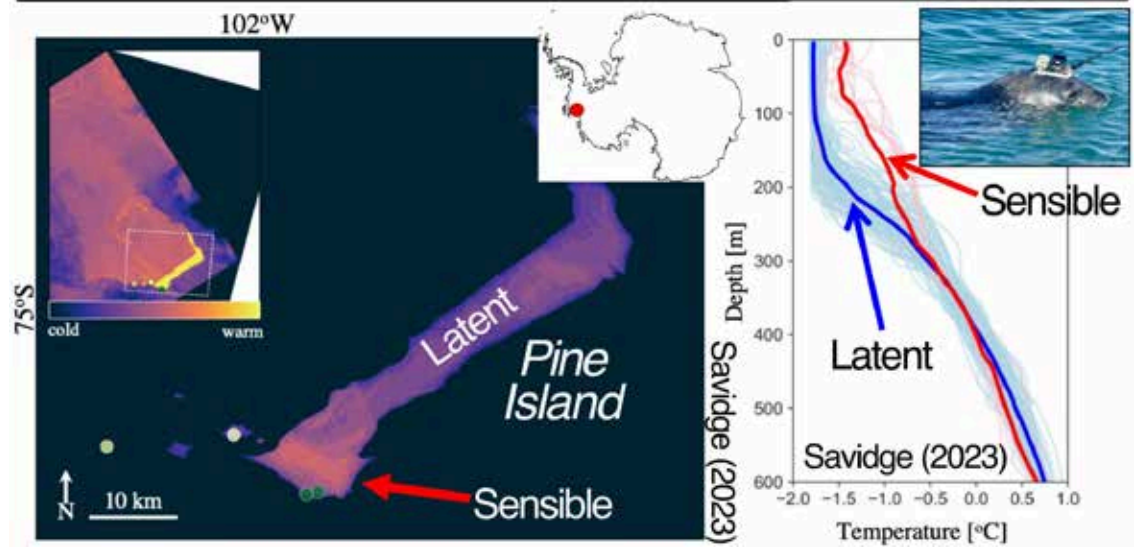 102°W
75°S
cold
warm
Latent
Pine
Island
Sensible
N
10 km
Savidge (2023)
0
100
200
300
400
500
600
Depth [m]
Sensible
Latent
Savidge (2023)
-2.0
-1.5
-1.0
-0.5
0.0
0.5
1.0
Temperature [°C]